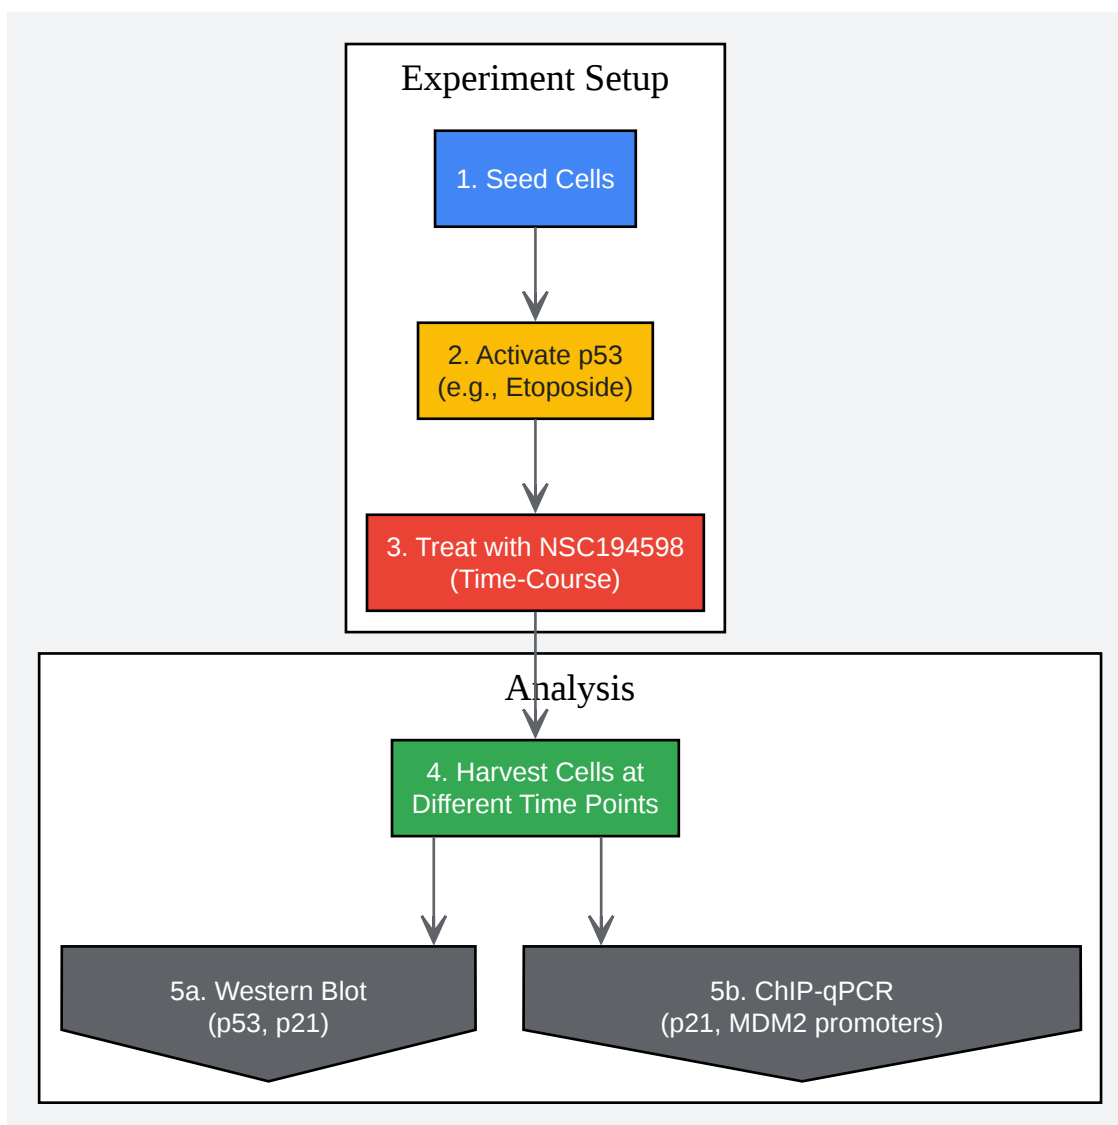 Experiment Setup
1. Seed Cells
2. Activate p53
(e.g., Etoposide)
3. Treat with NSC194598
(Time-Course)
Analysis
4. Harvest Cells at
Different Time Points
5a. Western Blot
(p53, p21)
5b. ChIP-qPCR
(p21, MDM2 promoters)